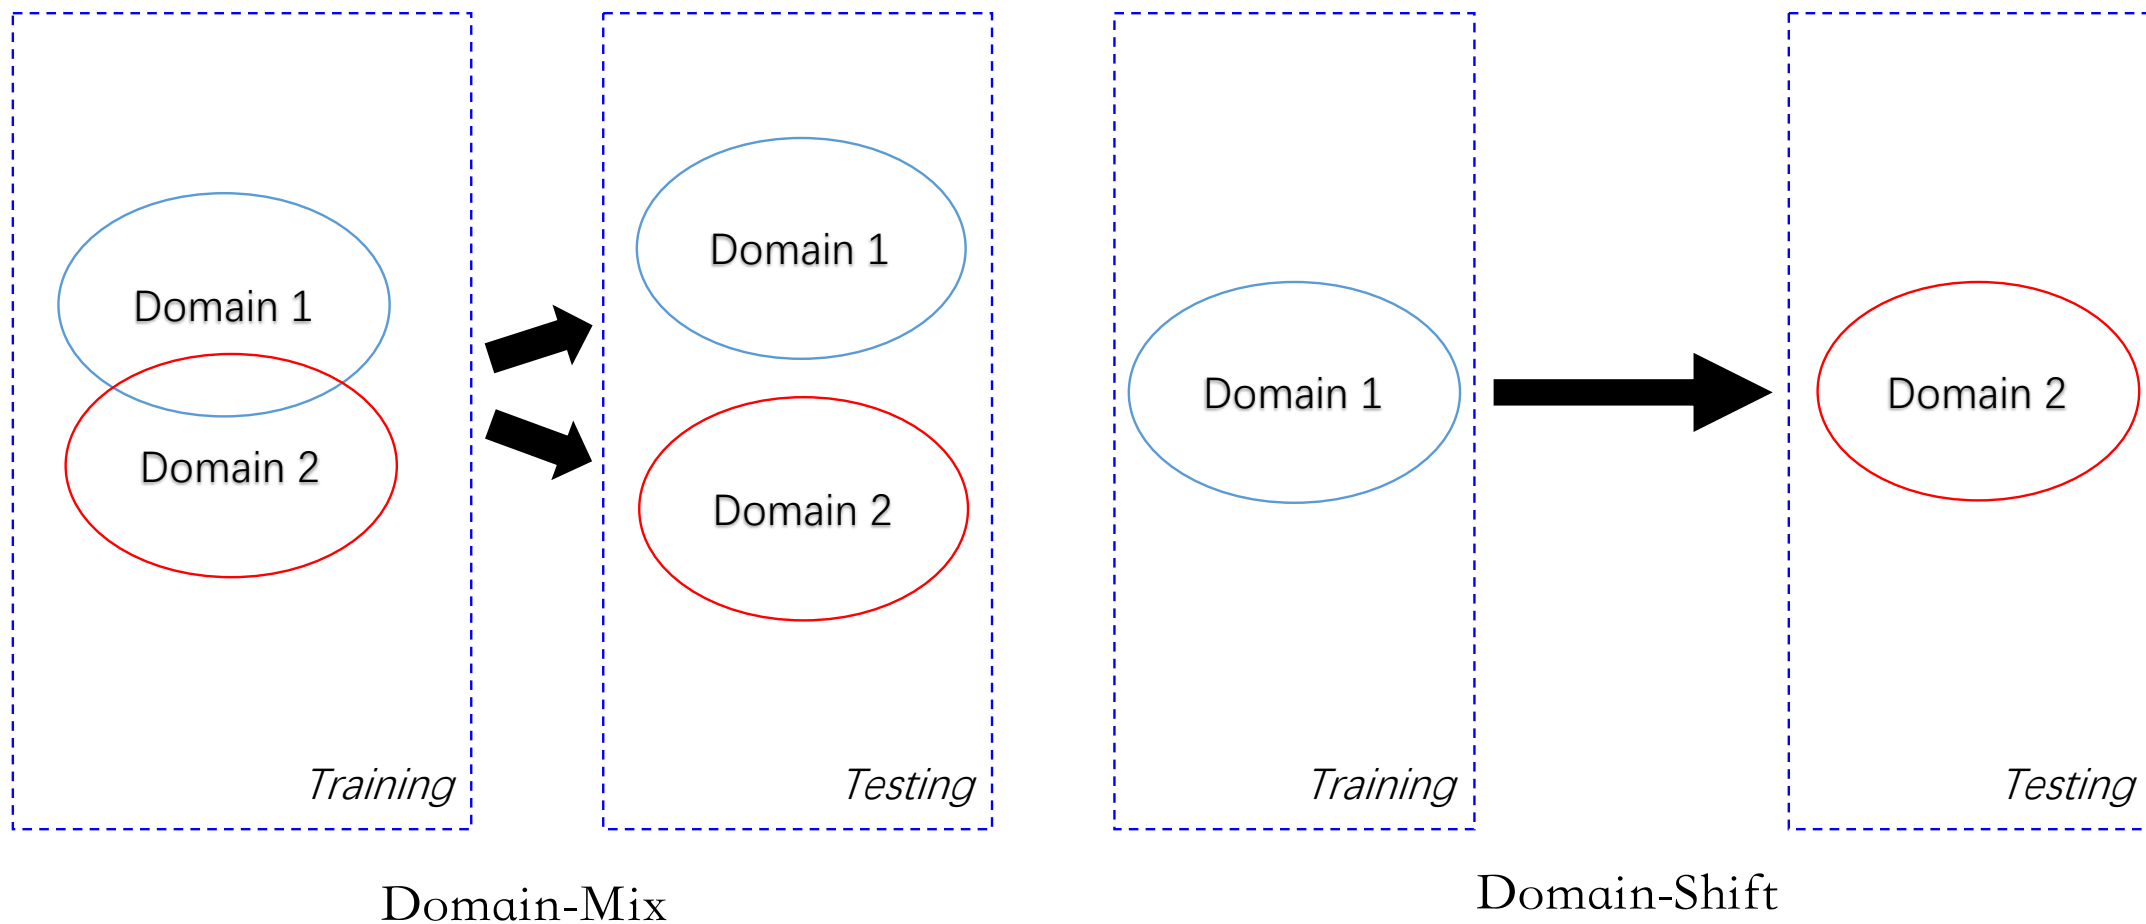 Domain 1
Domain 2
Training
Domain 1
Domain 2
Testing
Domain-Mix
Domain 1
Training
Domain 2
Testing
Domain-Shift